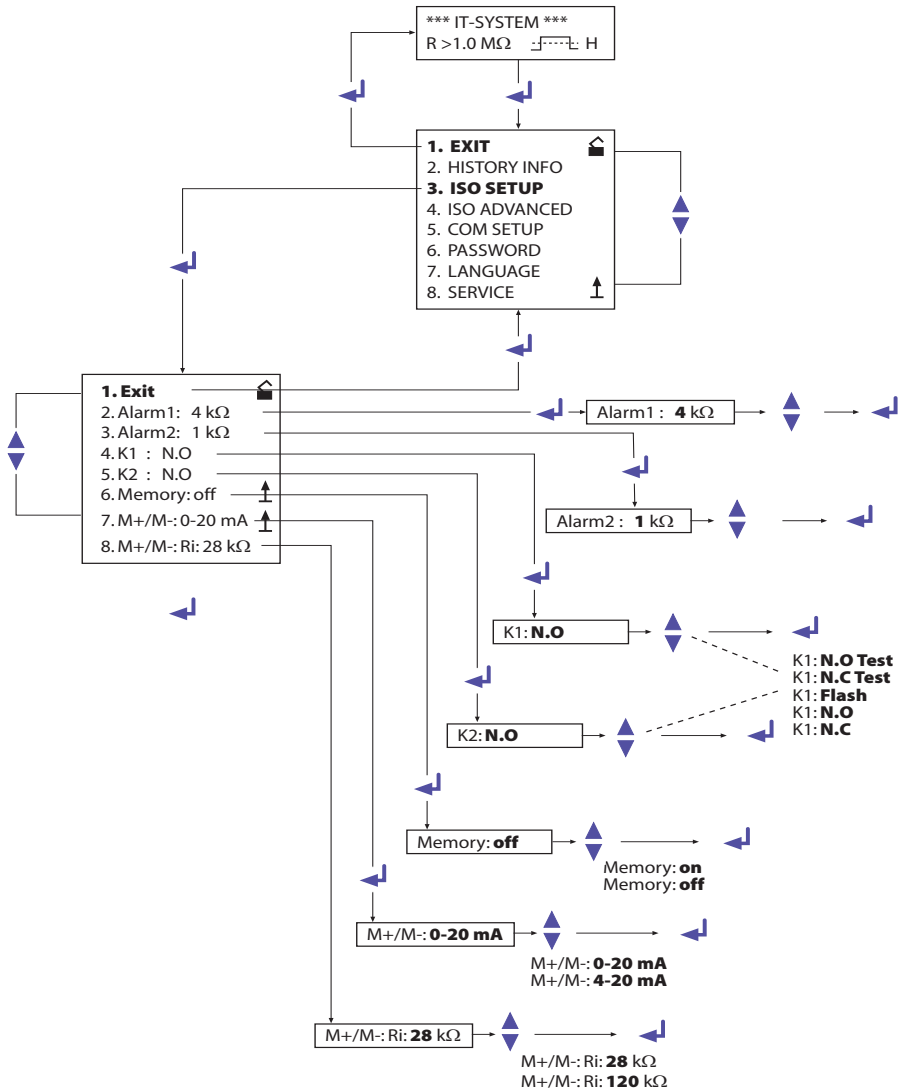 *** IT-SYSTEM ***
R >1.0 MΩ H
1. EXIT
2. HISTORY INFO
3. ISO SETUP
4. ISO ADVANCED
5. COM SETUP
6. PASSWORD
7. LANGUAGE
8. SERVICE
1. Exit
2. Alarm1: 4 kΩ
3. Alarm2: 1 kΩ
4. K1 : N.O
5. K2 : N.O
6. Memory: off
7. M+/M-: 0-20 mA
8. M+/M-: Ri: 28 kΩ
Alarm1 : 4 kΩ
Alarm2 : 1 kΩ
K1: N.O
K1: N.O Test
K1: N.C Test
K1: Flash
K1: N.O
K1: N.C
K2: N.O
Memory: off
Memory: on
Memory: off
M+/M-: 0-20 mA
M+/M-: 0-20 mA
M+/M-: 4-20 mA
M+/M-: Ri: 28 kΩ
M+/M-: Ri: 28 kΩ
M+/M-: Ri: 120 kΩ